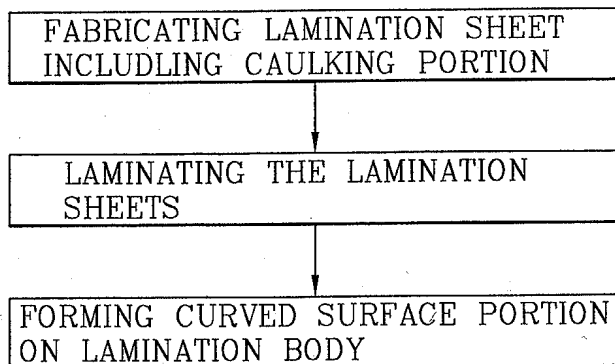 FABRICATING LAMINATION SHEET
INCLUDLING CAULKING PORTION
LAMINATING THE LAMINATION
SHEETS
FORMING CURVED SURFACE PORTION
ON LAMINATION BODY